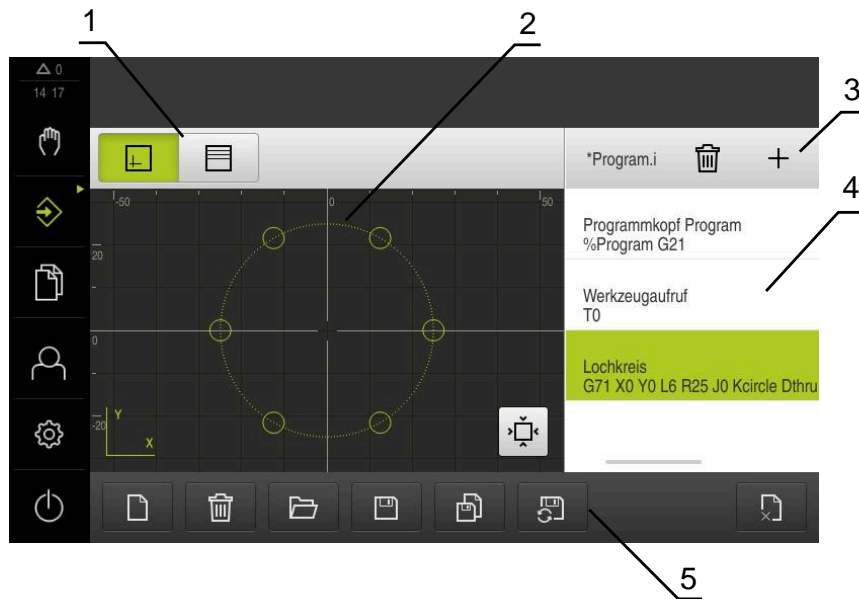 1
2
3
4
5
0
14 17
*Program.i
-50
0
50
20
0
-20
Y
X
Programmkopf Program
%Program G21
Werkzeugaufruf
T0
Lochkreis
G71 X0 Y0 L6 R25 J0 Kcircle Dthru